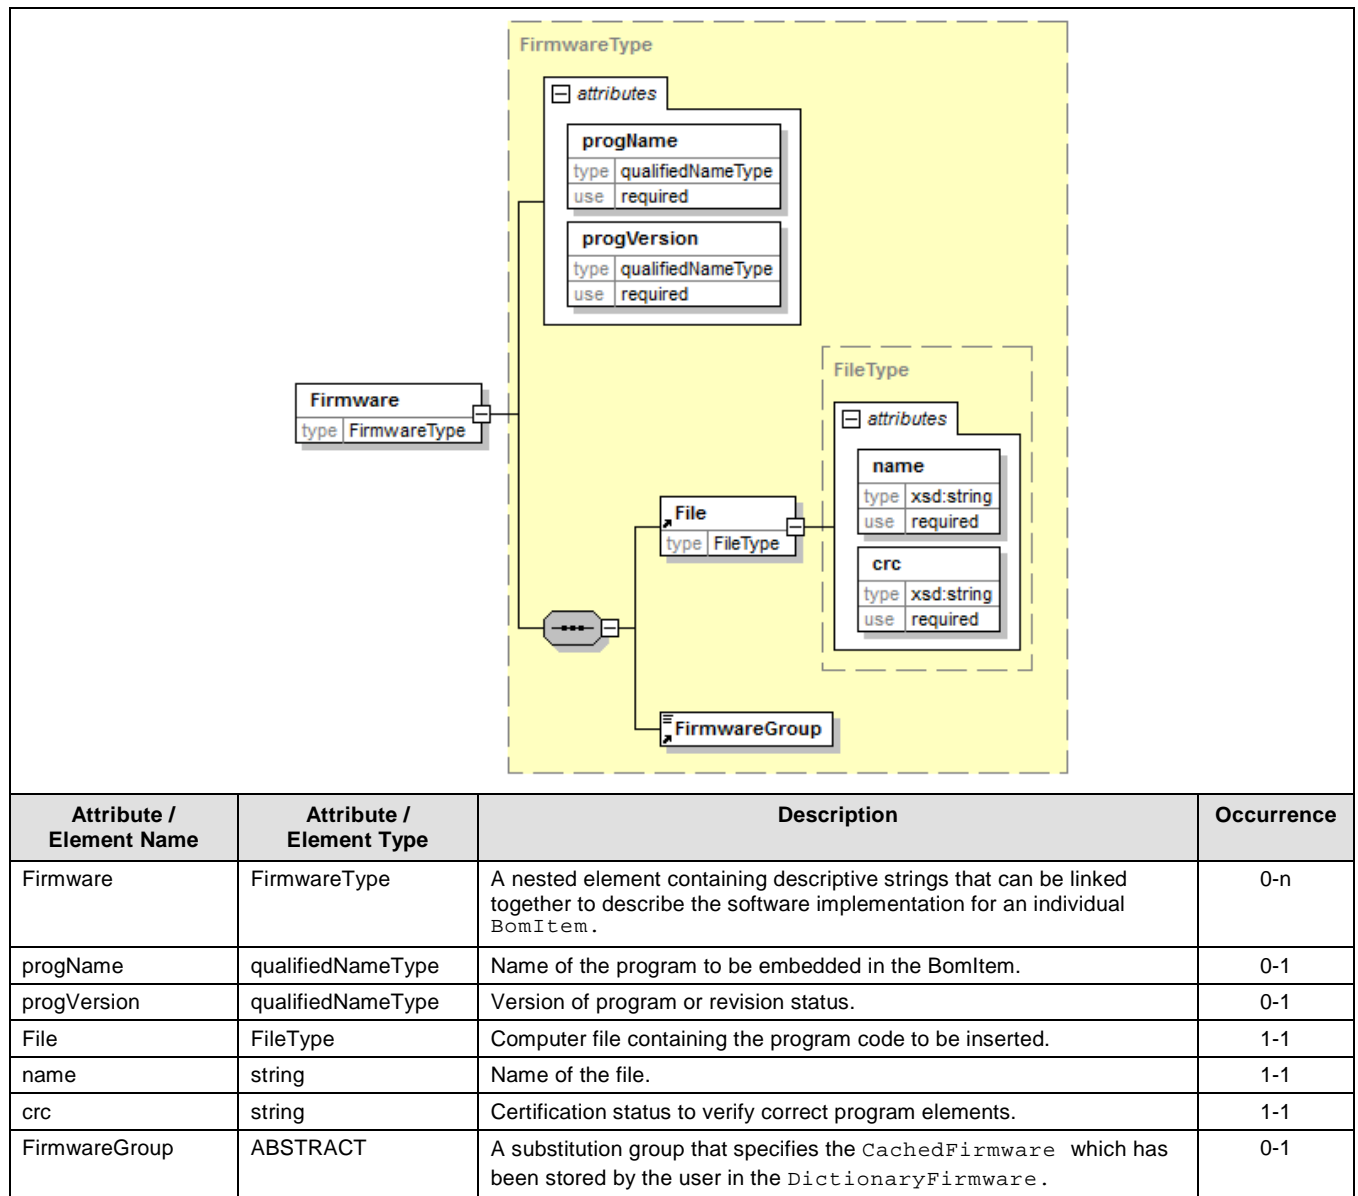 FirmwareType
attributes
progName
type qualifiedNameType
use required
progVersion
type qualifiedNameType
use required
FileType
Firmware
type FirmwareType
attributes
name
type xsd:string
use required
File
type FileType
crc
type xsd:string
use required
FirmwareGroup
Attribute / Element Name Attribute / Element Type Description Occurrence
Firmware FirmwareType A nested element containing descriptive strings that can be linked 0-n
together to describe the software implementation for an individual
BomItem.
progName qualifiedNameType Name of the program to be embedded in the BomItem. 0-1
progVersion qualifiedNameType Version of program or revision status. 0-1
File FileType Computer file containing the program code to be inserted. 1-1
name string Name of the file. 1-1
crc string Certification status to verify correct program elements. 1-1
FirmwareGroup ABSTRACT A substitution group that specifies the CachedFirmware which has 0-1
been stored by the user in the DictionaryFirmware.